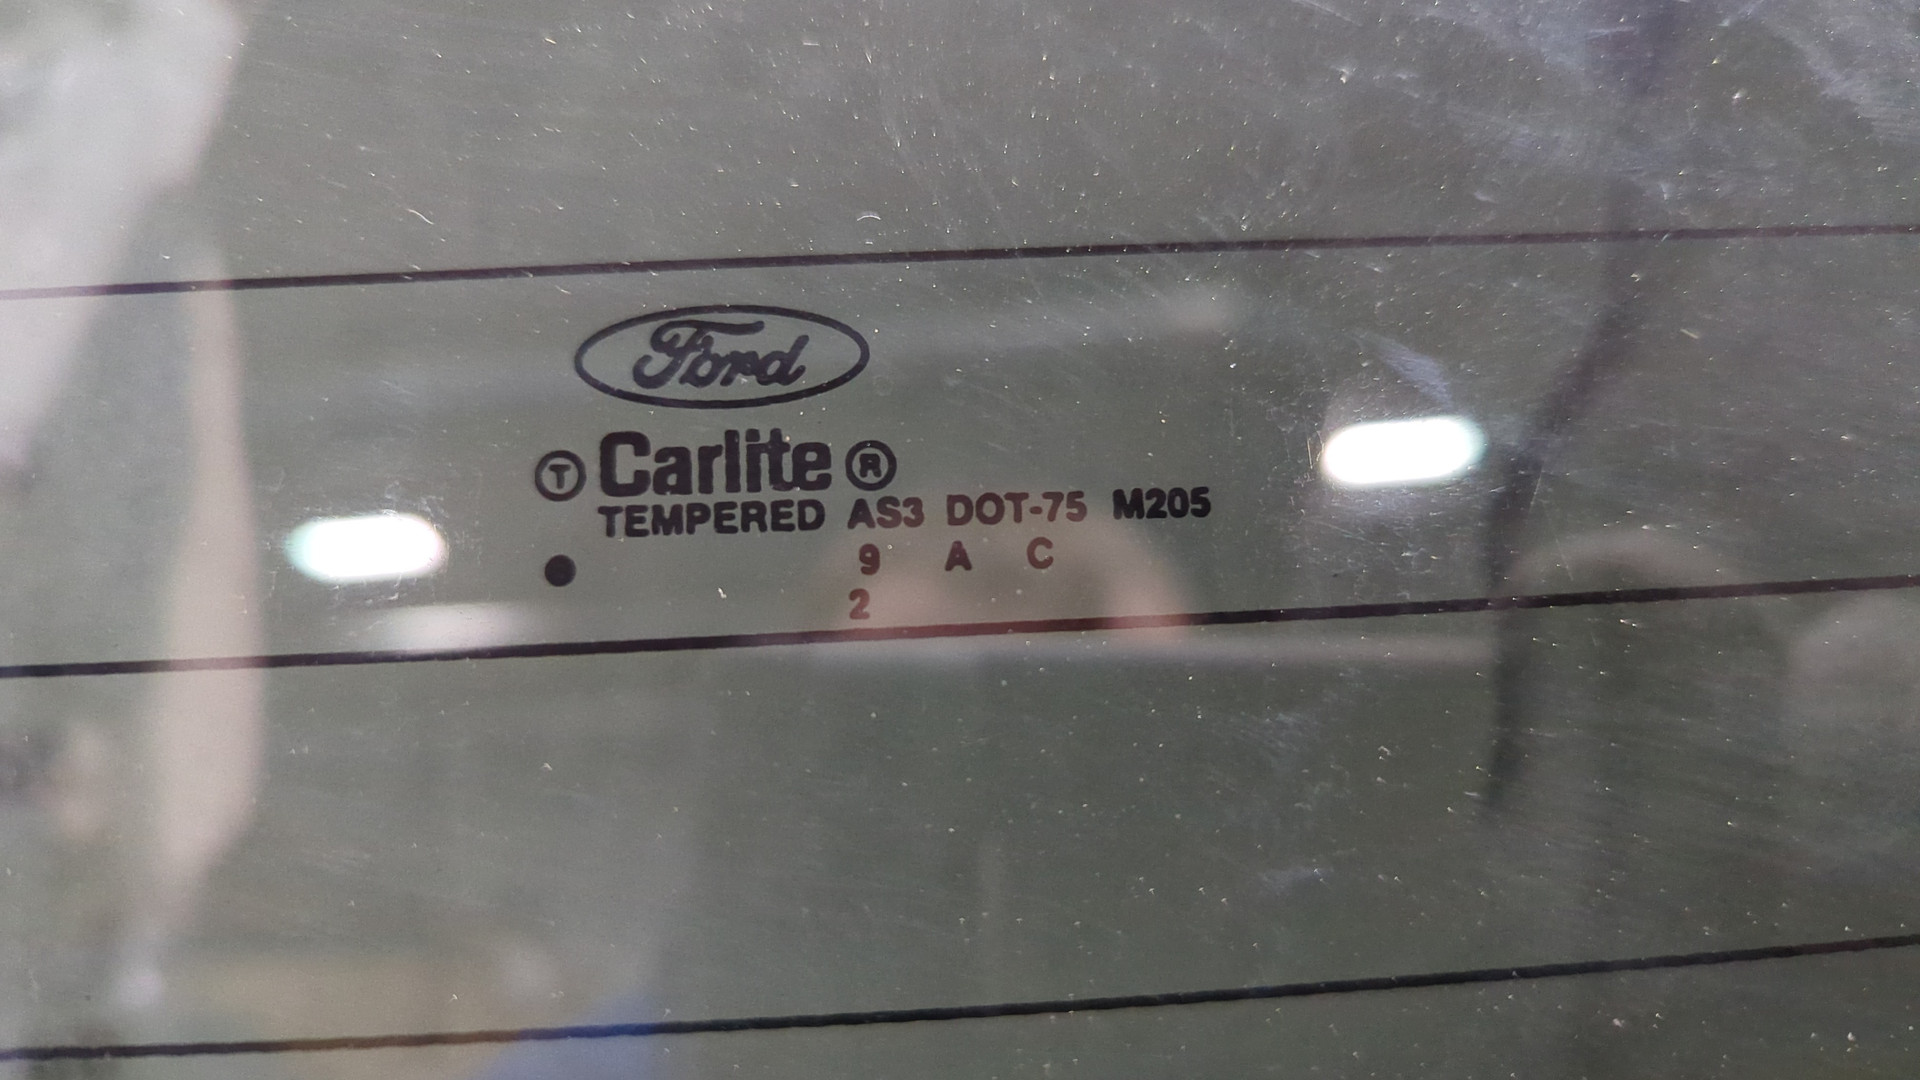 Ford
Ⓣ Carlite ®
TEMPERED AS3 DOT-75 M205
9 A C
2